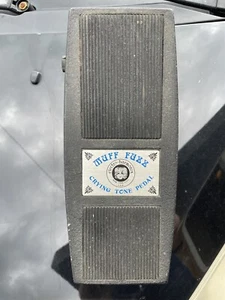 MUFF FUZZ
CRYING TONE PEDAL